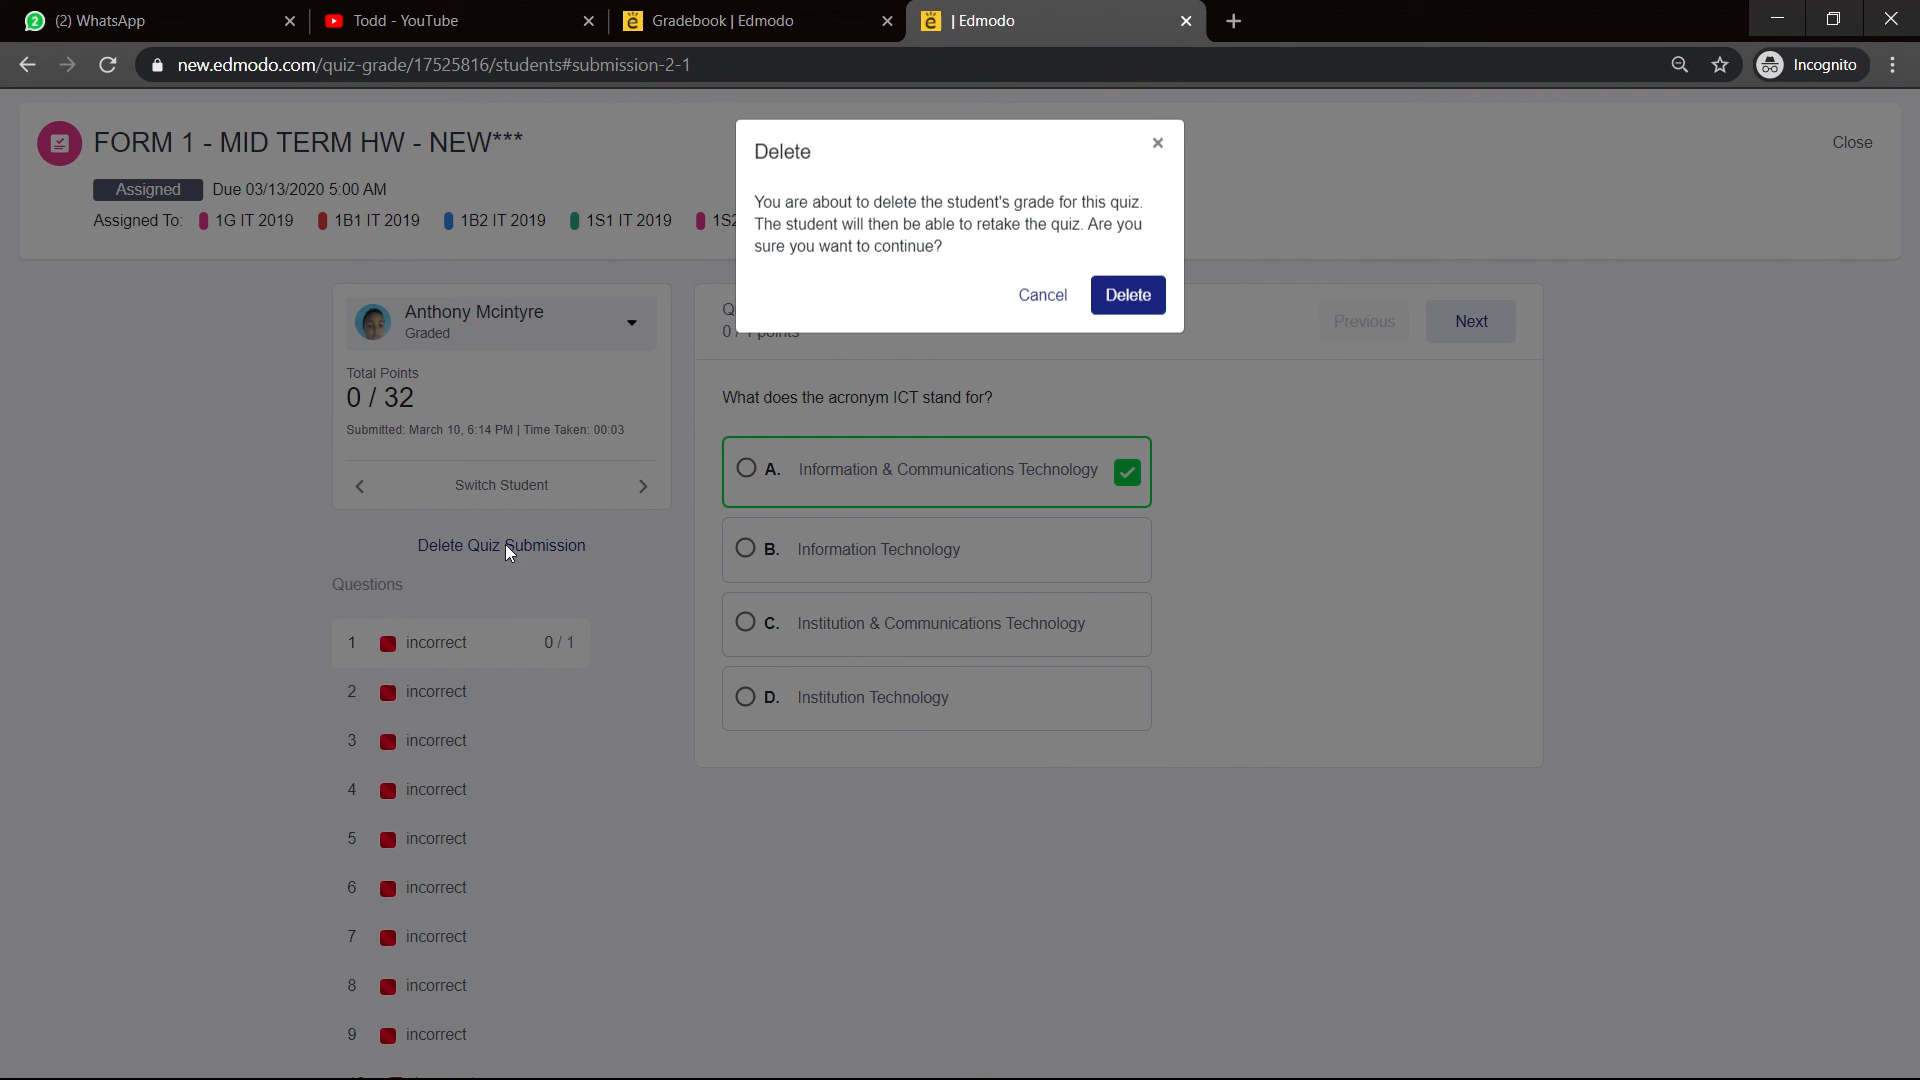 (2) WhatsApp
Todd - YouTube
Gradebook | Edmodo
| Edmodo
new.edmodo.com/quiz-grade/17525816/students#submission-2-1
Incognito
FORM 1 - MID TERM HW - NEW***
Close
Assigned Due 03/13/2020 5:00 AM
Assigned To: 1G IT 2019 1B1 IT 2019 1B2 IT 2019 1S1 IT 2019
Delete
You are about to delete the student's grade for this quiz.
The student will then be able to retake the quiz. Are you
sure you want to continue?
Cancel Delete
Anthony Mcintyre
Graded
Total Points
0 / 32
Submitted: March 10, 6:14 PM | Time Taken: 00:03
Switch Student
Delete Quiz Submission
Questions
1 incorrect 0 / 1
2 incorrect
3 incorrect
4 incorrect
5 incorrect
6 incorrect
7 incorrect
8 incorrect
9 incorrect
Previous Next
What does the acronym ICT stand for?
A. Information & Communications Technology
B. Information Technology
C. Institution & Communications Technology
D. Institution Technology